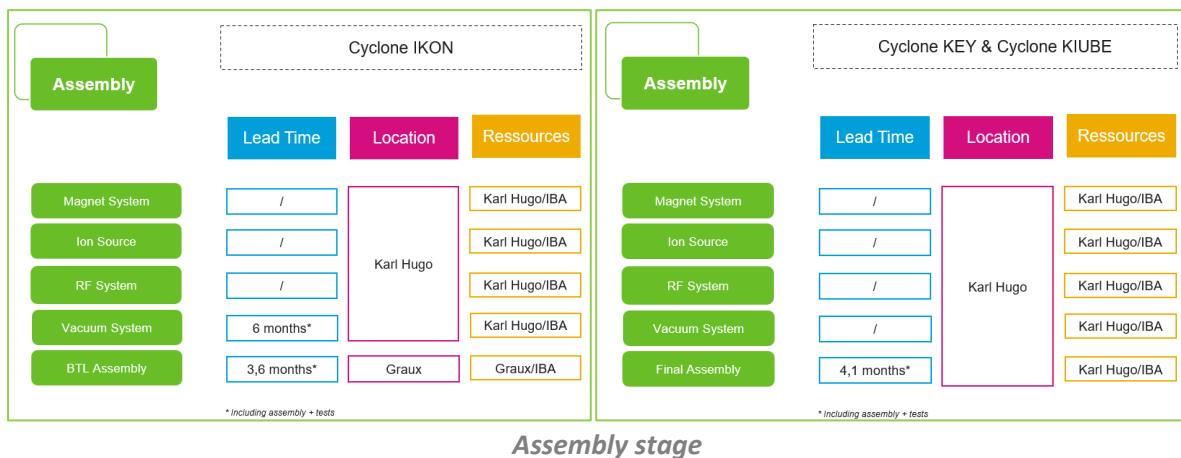 Cyclone IKON
Assembly
Lead Time Location Ressources
Magnet System / Karl Hugo/IBA
Ion Source / Karl Hugo/IBA
Karl Hugo
RF System / Karl Hugo/IBA
Vacuum System 6 months* Karl Hugo/IBA
BTL Assembly 3,6 months* Graux Graux/IBA
* Including assembly + tests
Cyclone KEY & Cyclone KIUBE
Assembly
Lead Time Location Ressources
Magnet System / Karl Hugo/IBA
Ion Source / Karl Hugo/IBA
RF System / Karl Hugo Karl Hugo/IBA
Vacuum System / Karl Hugo/IBA
Final Assembly 4,1 months* Karl Hugo/IBA
* Including assembly + tests
Assembly stage